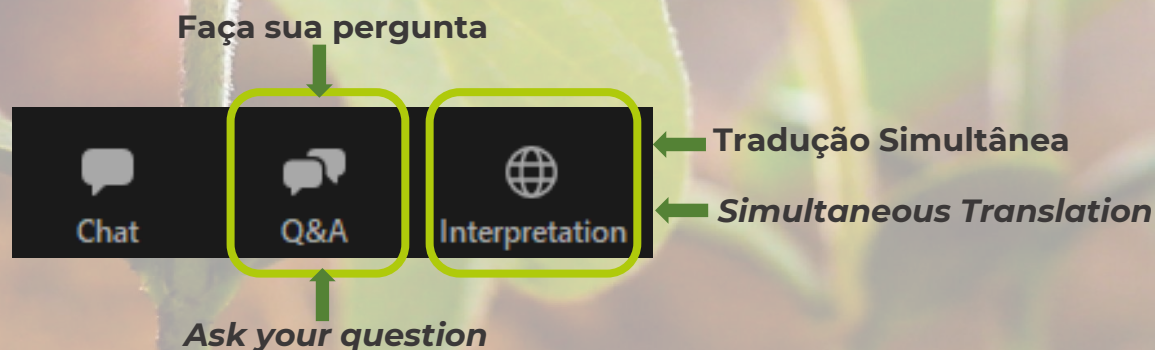 Faça sua pergunta
Chat
Q&A
Interpretation
Tradução Simultânea
Simultaneous Translation
Ask your question